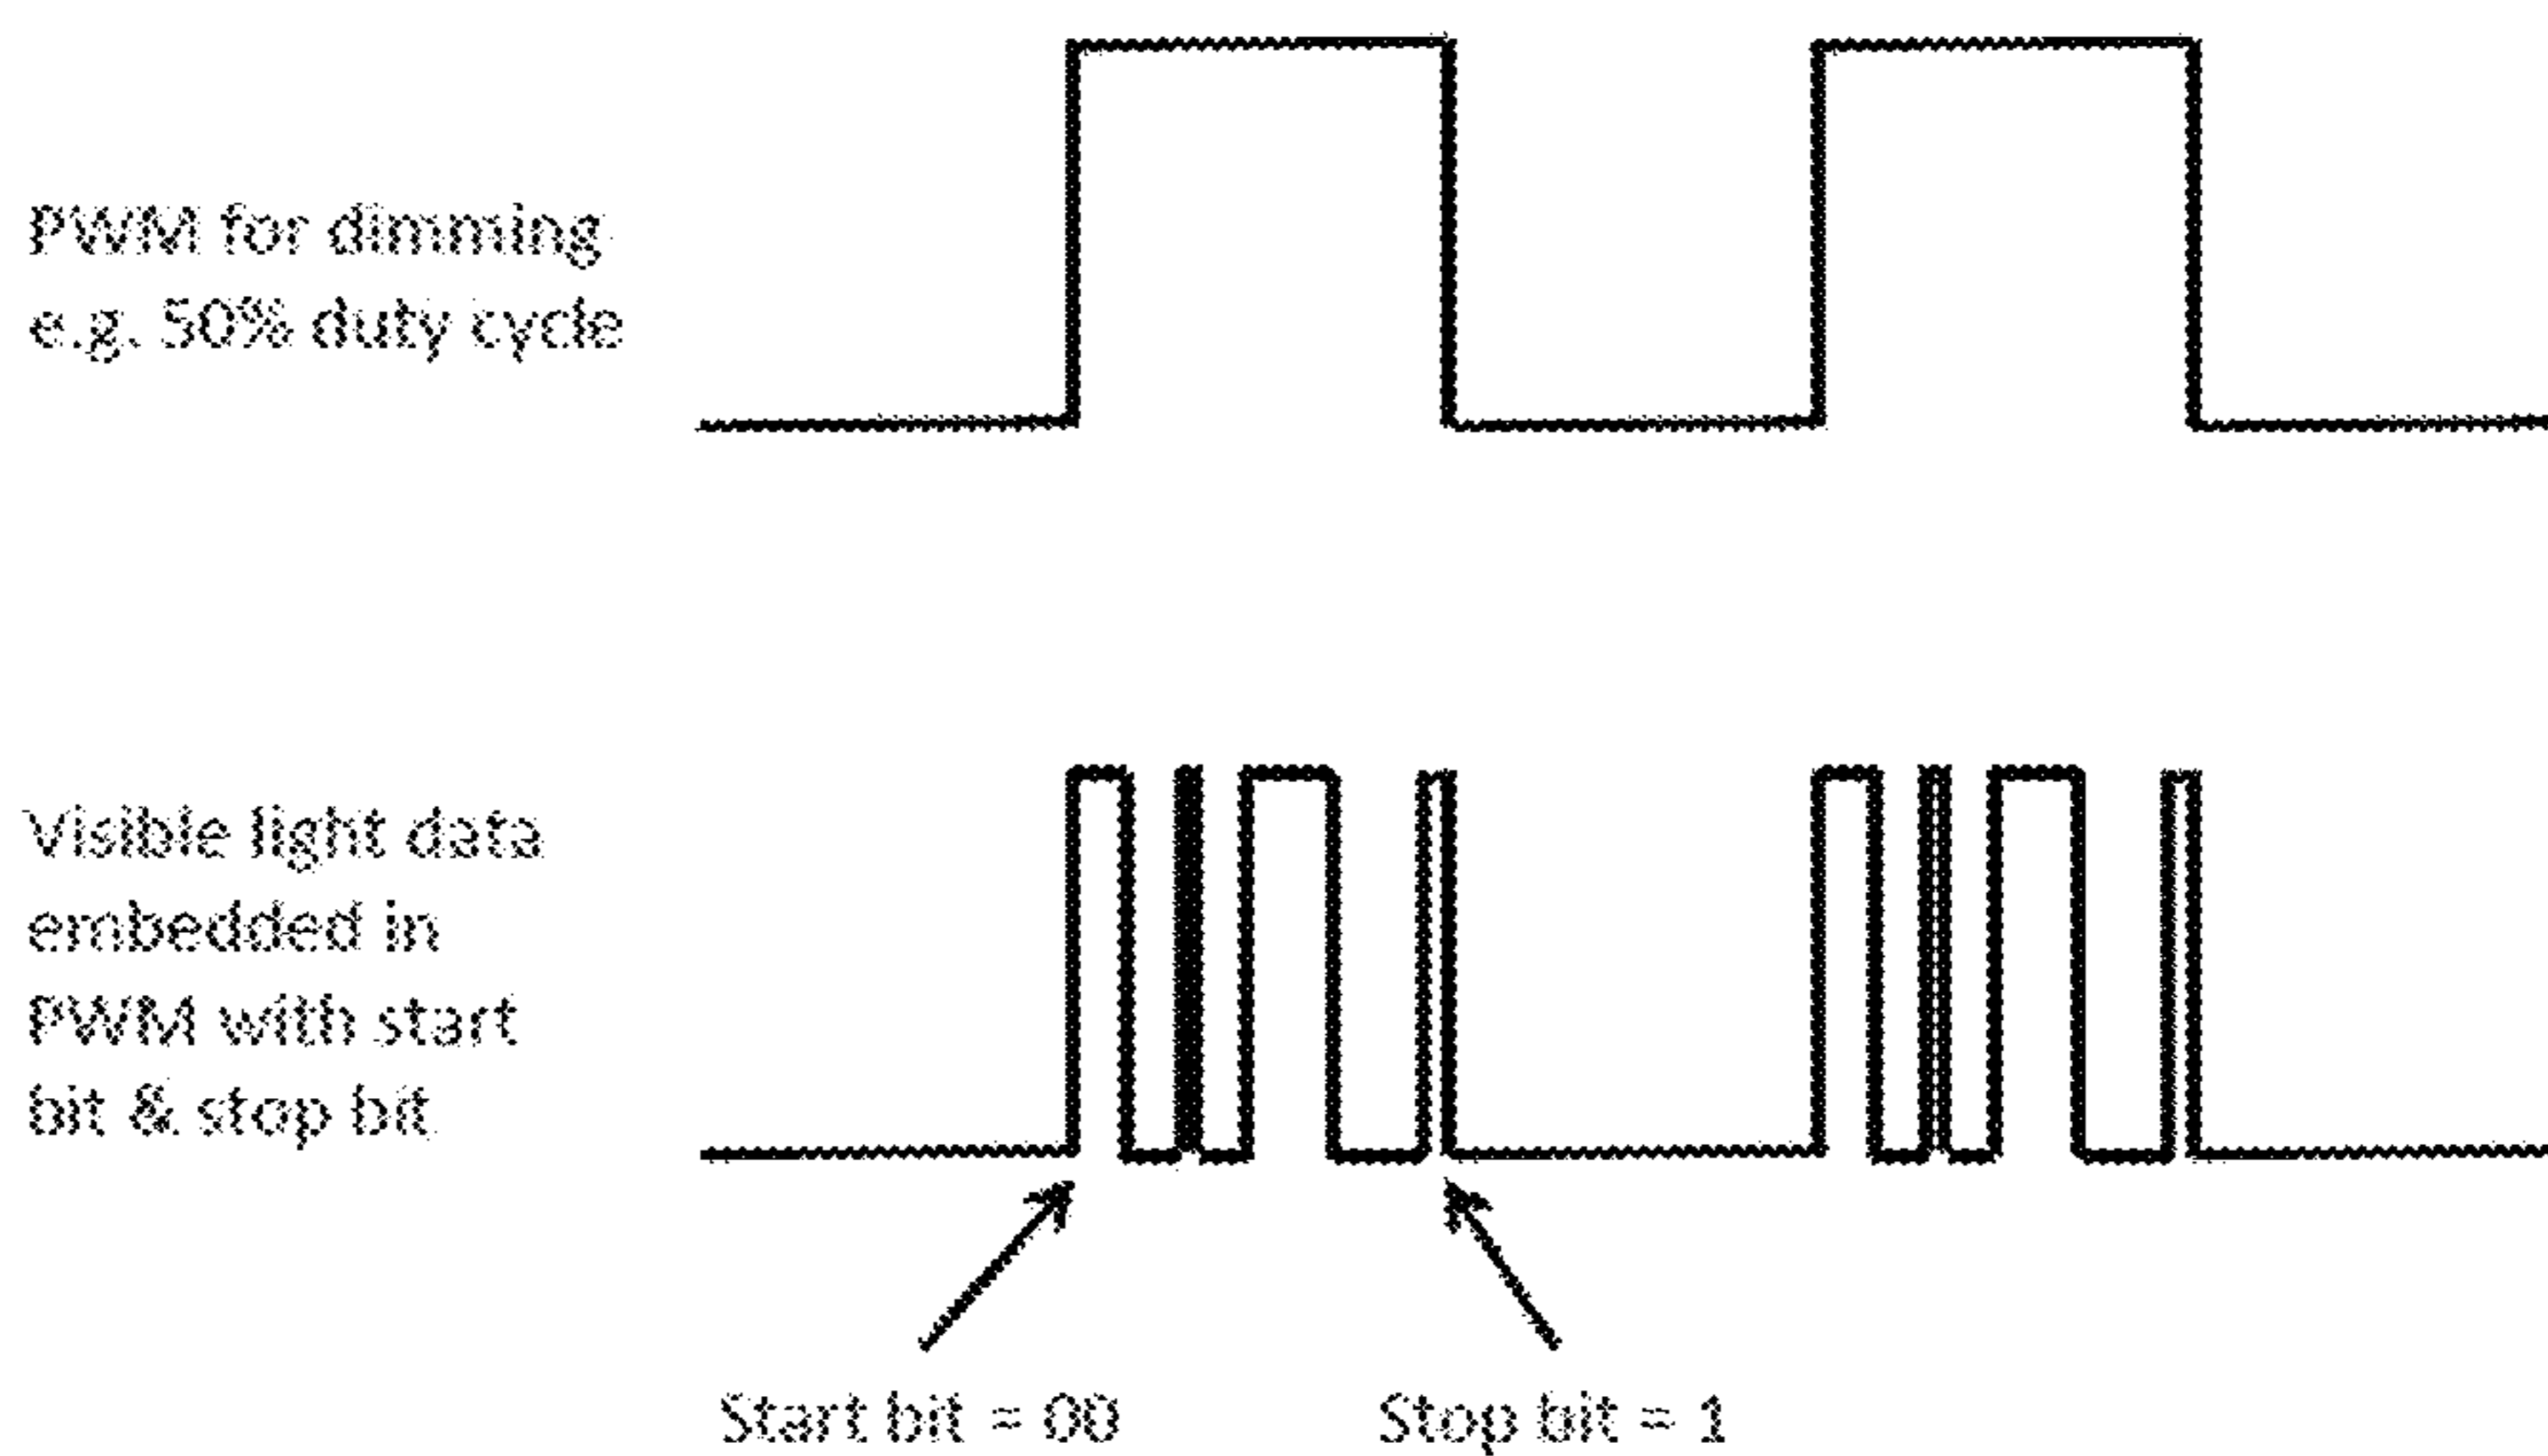 PWM for dimming
e.g. 50% duty cycle
Visible light data
embedded in
PWM with start
bit & stop bit
Start bit = 00
Stop bit = 1